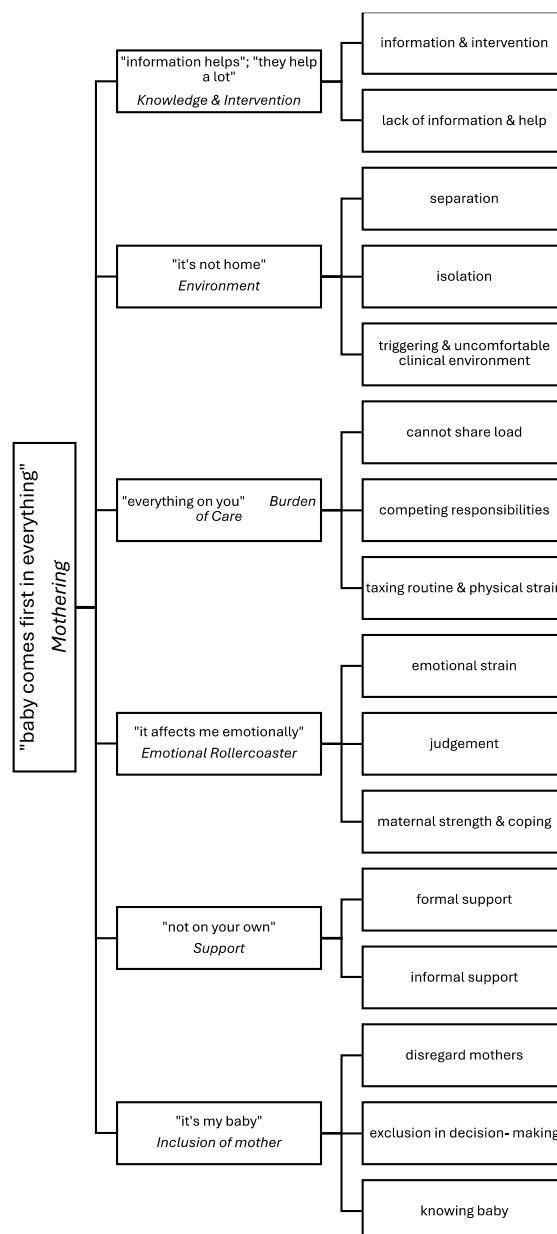 "baby comes first in everything"
Mothering
"information helps"; "they help
a lot"
Knowledge & Intervention
information & intervention
lack of information & help
"it's not home"
Environment
separation
isolation
triggering & uncomfortable
clinical environment
"everything on you" Burden
of Care
cannot share load
competing responsibilities
taxing routine & physical strain
"it affects me emotionally"
Emotional Rollercoaster
emotional strain
judgement
maternal strength & coping
"not on your own"
Support
formal support
informal support
"it's my baby"
Inclusion of mother
disregard mothers
exclusion in decision- making
knowing baby